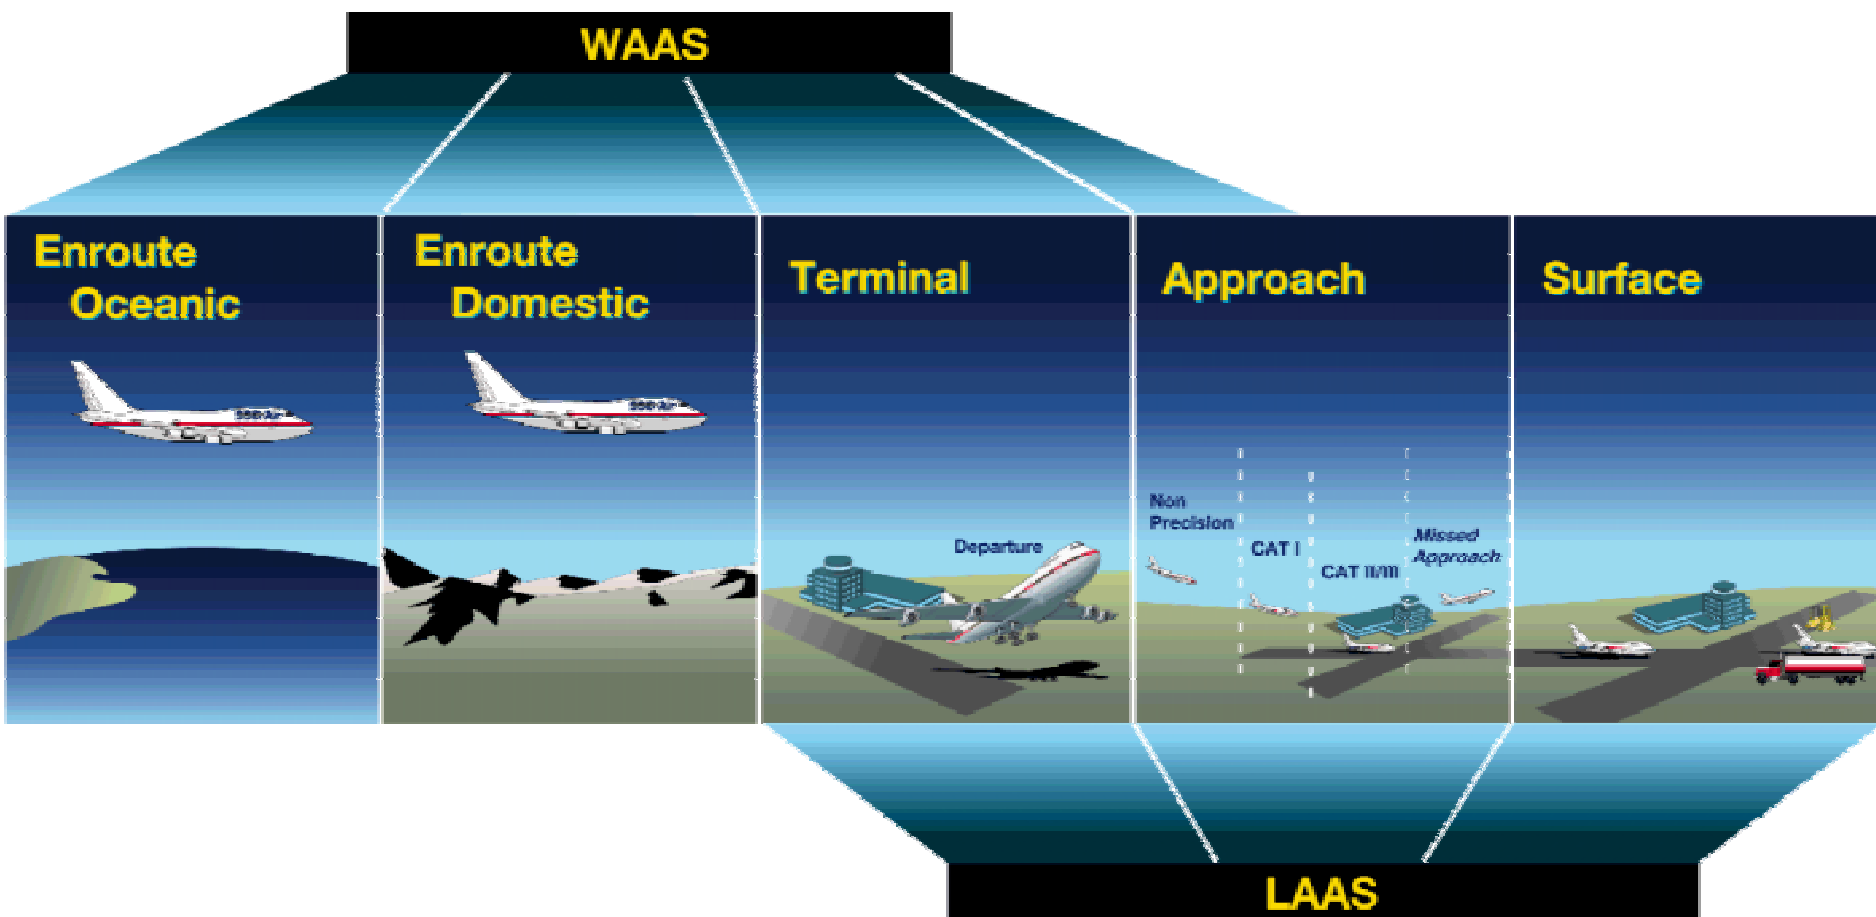 WAAS
Enroute
Oceanic
Enroute
Domestic
Terminal
Approach
Surface
Departure
Non
Precision
CAT I
CAT II/III
Missed
Approach
LAAS